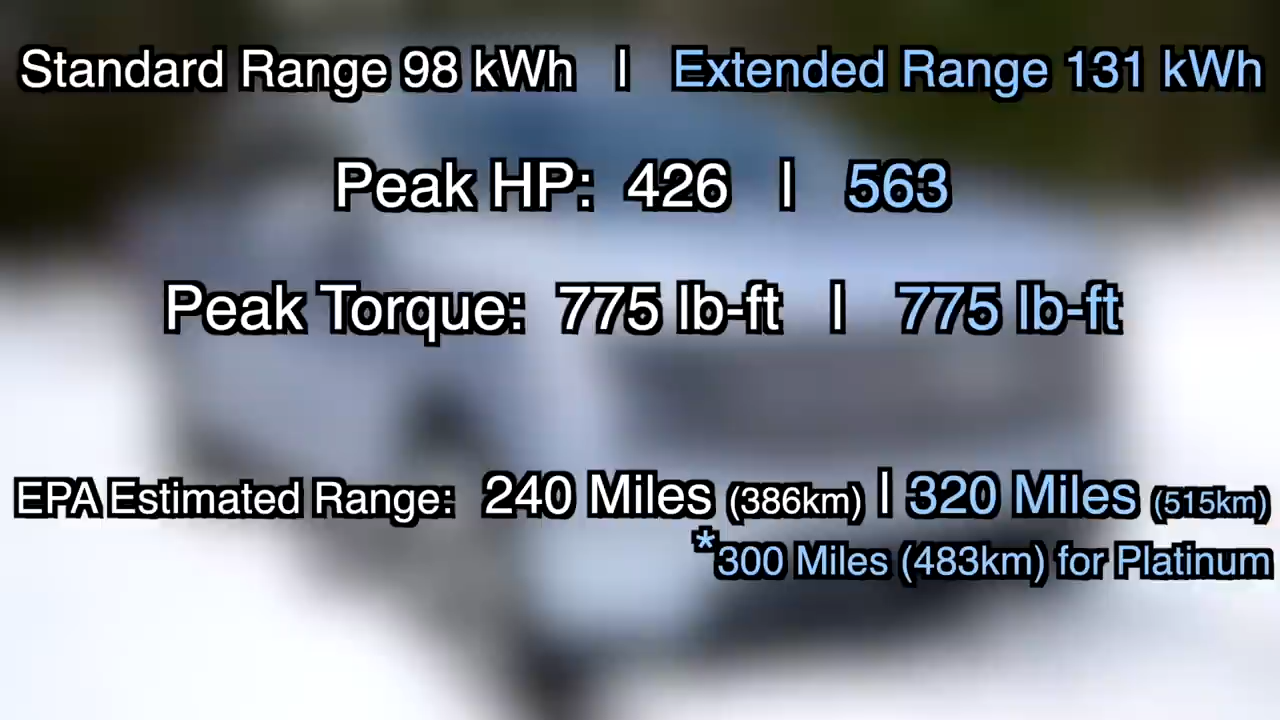 Standard Range 98 kWh | Extended Range 131 kWh
Peak HP: 426 | 563
Peak Torque: 775 lb-ft | 775 lb-ft
EPA Estimated Range: 240 Miles (386km) | 320 Miles (515km)
*300 Miles (483km) for Platinum